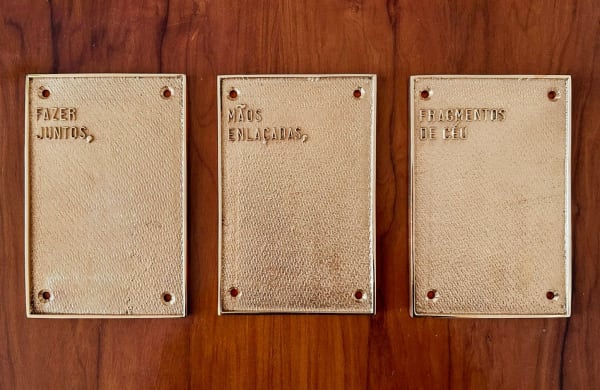 FAZER
JUNTOS,
MÃOS
ENLAÇADAS,
FRAGMENTOS
DE CÉU